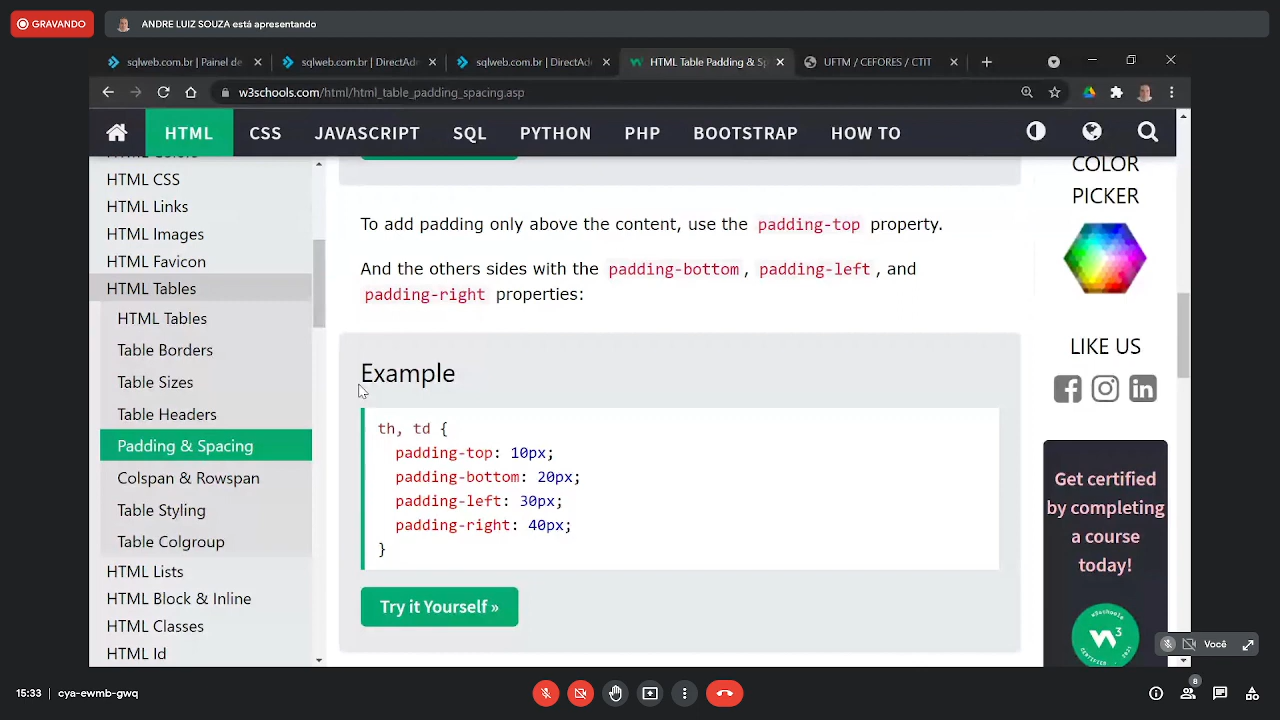 GRAVANDO
ANDRE LUIZ SOUZA está apresentando
sqlweb.com.br | Painel de
sqlweb.com.br | DirectAd
sqlweb.com.br | DirectAd
HTML Table Padding & Sp
UFTM / CEFORES / CTIT
w3schools.com/html/html_table_padding_spacing.asp
HTML
CSS
JAVASCRIPT
SQL
PYTHON
PHP
BOOTSTRAP
HOW TO
HTML Colors
HTML CSS
HTML Links
HTML Images
HTML Favicon
HTML Tables
HTML Tables
Table Borders
Table Sizes
Table Headers
Padding & Spacing
Colspan & Rowspan
Table Styling
Table Colgroup
HTML Lists
HTML Block & Inline
HTML Classes
HTML Id
To add padding only above the content, use the padding-top property.
And the others sides with the padding-bottom, padding-left, and
padding-right properties:
Example
th, td {
padding-top: 10px;
padding-bottom: 20px;
padding-left: 30px;
padding-right: 40px;
}
Try it Yourself »
COLOR
PICKER
LIKE US
Get certified
by completing
a course
today!
w3schools
W3
CERTIFIED . 2021
Você
15:33 | cya-ewmb-gwq
8